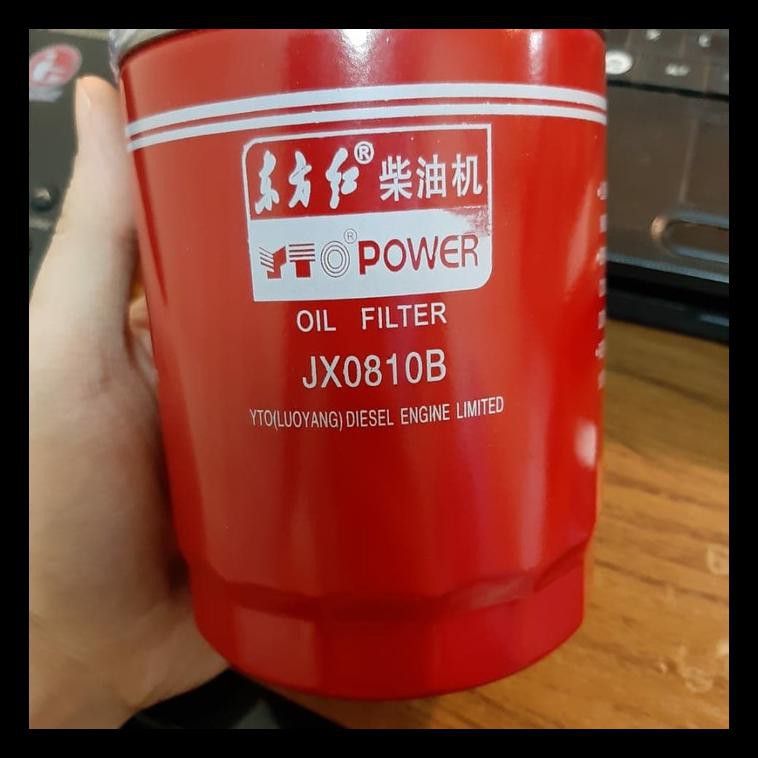 东方红® 柴油机
YTO® POWER
OIL FILTER
JX0810B
YTO(LUOYANG) DIESEL ENGINE LIMITED